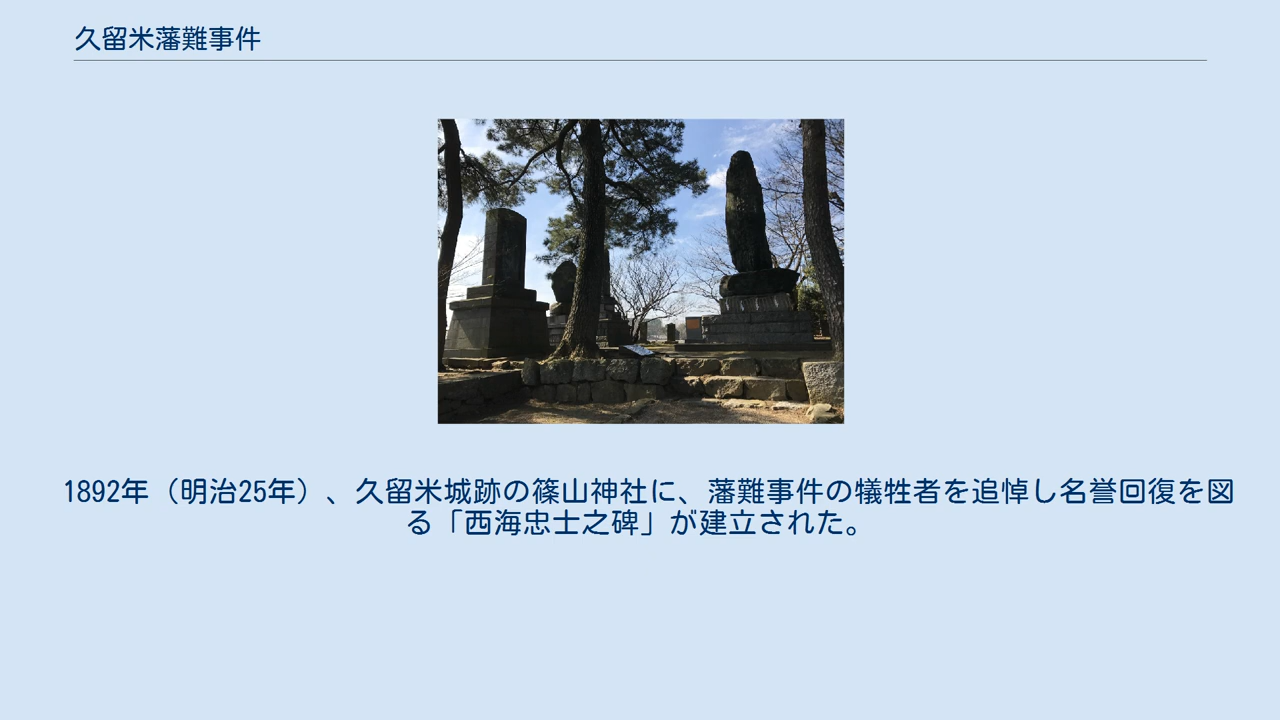 久留米藩難事件
1892年（明治25年）、久留米城跡の篠山神社に、藩難事件の犠牲者を追悼し名誉回復を図
る「西海忠士之碑」が建立された。